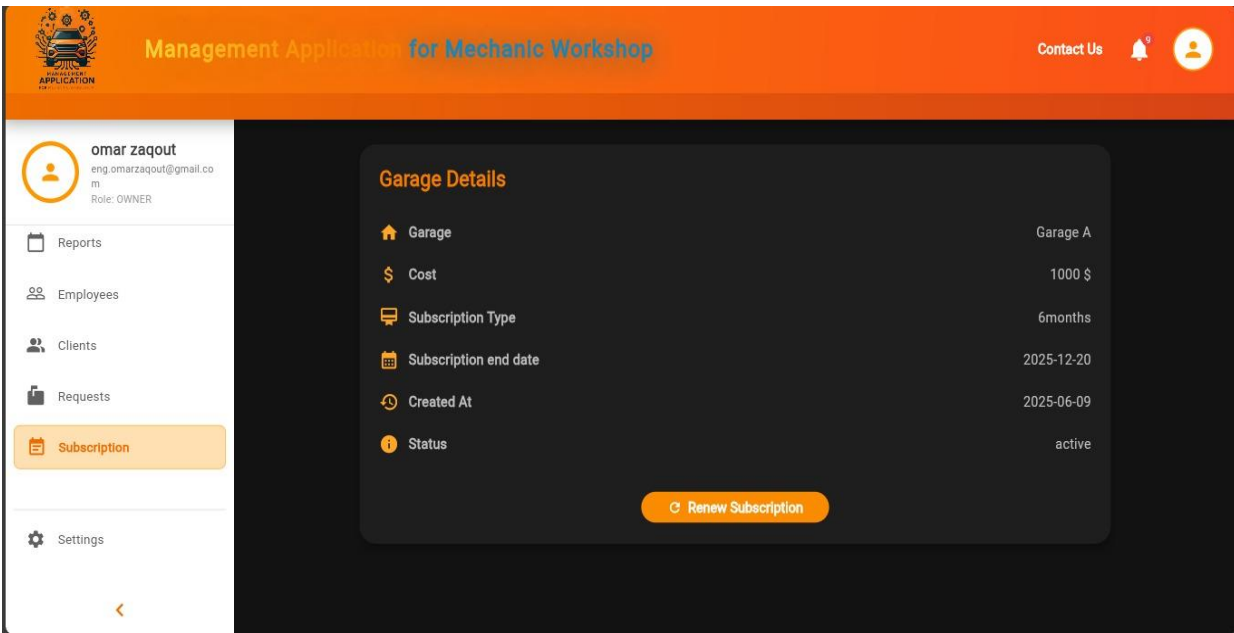 MANAGEMENT
APPLICATION
Management Application for Mechanic Workshop
Contact Us
9
omar zaqout
eng.omarzaqout@gmail.co
m
Role: OWNER
Reports
Employees
Clients
Requests
Subscription
Settings
Garage Details
Garage Garage A
Cost 1000 $
Subscription Type 6months
Subscription end date 2025-12-20
Created At 2025-06-09
Status active
Renew Subscription